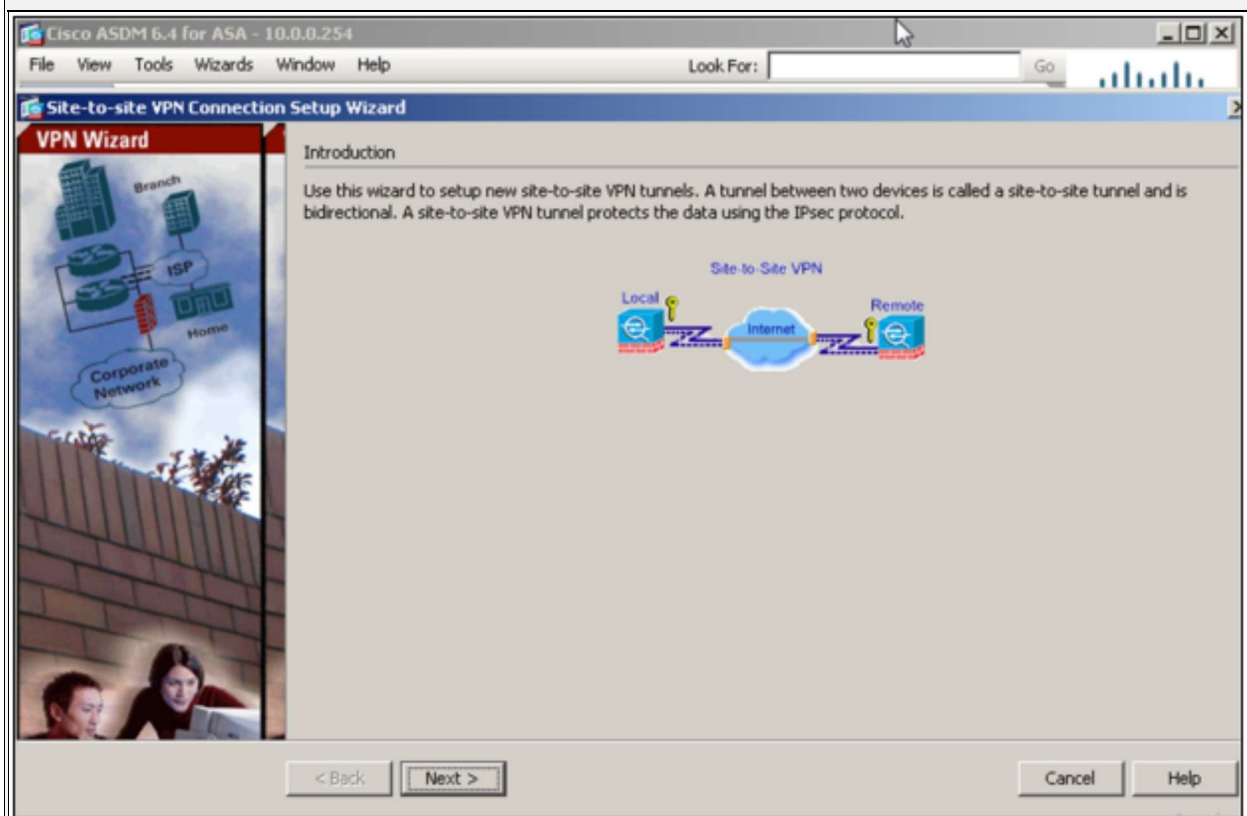 Cisco ASDM 6.4 for ASA - 10.0.0.254
File View Tools Wizards Window Help Look For: Go
Site-to-site VPN Connection Setup Wizard
VPN Wizard
Branch
ISP
Home
Corporate
Network
Introduction
Use this wizard to setup new site-to-site VPN tunnels. A tunnel between two devices is called a site-to-site tunnel and is
bidirectional. A site-to-site VPN tunnel protects the data using the IPsec protocol.
Site-to-Site VPN
Local
Internet
Remote
< Back Next > Cancel Help